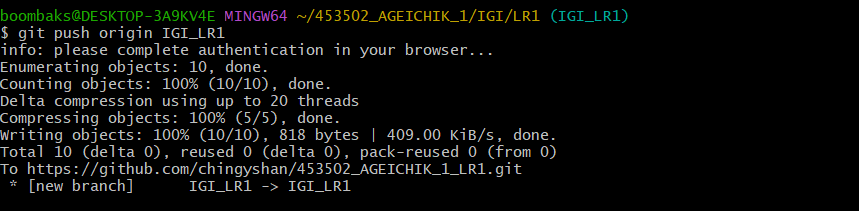 boombaks@DESKTOP-3A9KV4E MINGW64 ~/453502_AGEICHIK_1/IGI/LR1 (IGI_LR1)
$ git push origin IGI_LR1
info: please complete authentication in your browser...
Enumerating objects: 10, done.
Counting objects: 100% (10/10), done.
Delta compression using up to 20 threads
Compressing objects: 100% (5/5), done.
Writing objects: 100% (10/10), 818 bytes | 409.00 KiB/s, done.
Total 10 (delta 0), reused 0 (delta 0), pack-reused 0 (from 0)
To https://github.com/chingyshan/453502_AGEICHIK_1_LR1.git
 * [new branch]      IGI_LR1 -> IGI_LR1